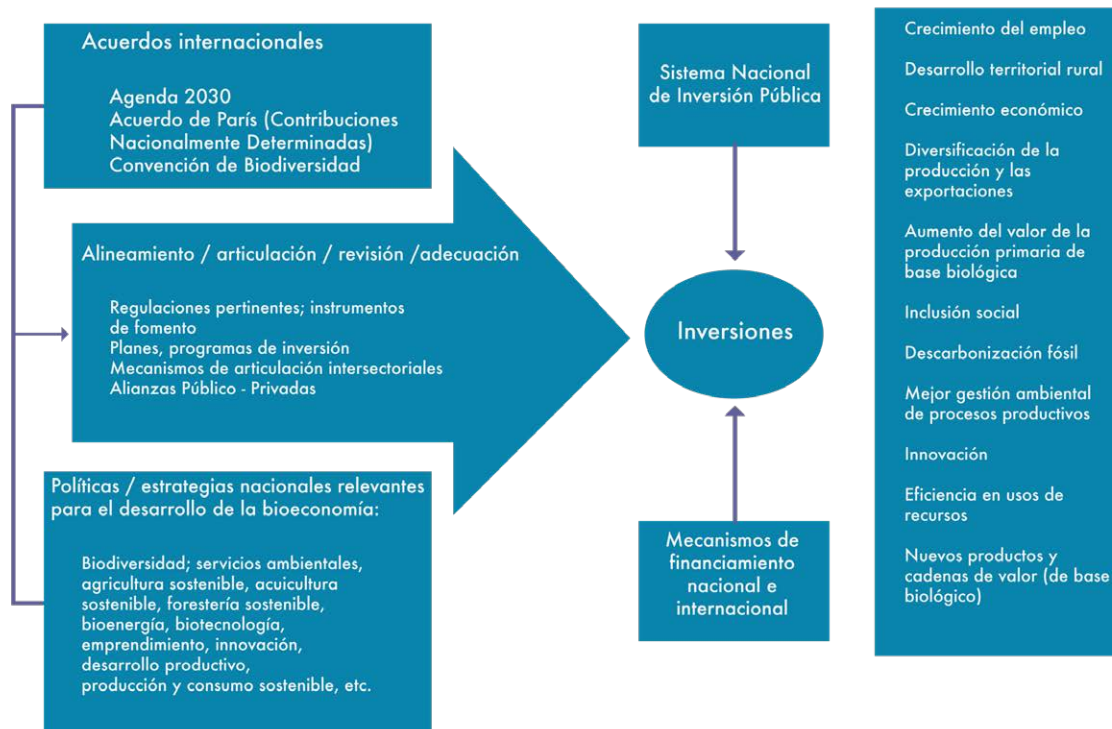 Acuerdos internacionales
Agenda 2030
Acuerdo de París (Contribuciones
Nacionalmente Determinadas)
Convención de Biodiversidad
Alineamiento / articulación / revisión /adecuación
Regulaciones pertinentes; instrumentos
de fomento
Planes, programas de inversión
Mecanismos de articulación intersectoriales
Alianzas Público - Privadas
Políticas / estrategias nacionales relevantes
para el desarrollo de la bioeconomía:
Biodiversidad; servicios ambientales,
agricultura sostenible, acuicultura
sostenible, forestería sostenible,
bioenergía, biotecnología,
emprendimiento, innovación,
desarrollo productivo,
producción y consumo sostenible, etc.
Sistema Nacional
de Inversión Pública
Inversiones
Mecanismos de
financiamiento
nacional e
internacional
Crecimiento del empleo
Desarrollo territorial rural
Crecimiento económico
Diversificación de la
producción y las
exportaciones
Aumento del valor de la
producción primaria de
base biológica
Inclusión social
Descarbonización fósil
Mejor gestión ambiental
de procesos productivos
Innovación
Eficiencia en usos de
recursos
Nuevos productos y
cadenas de valor (de base
biológico)